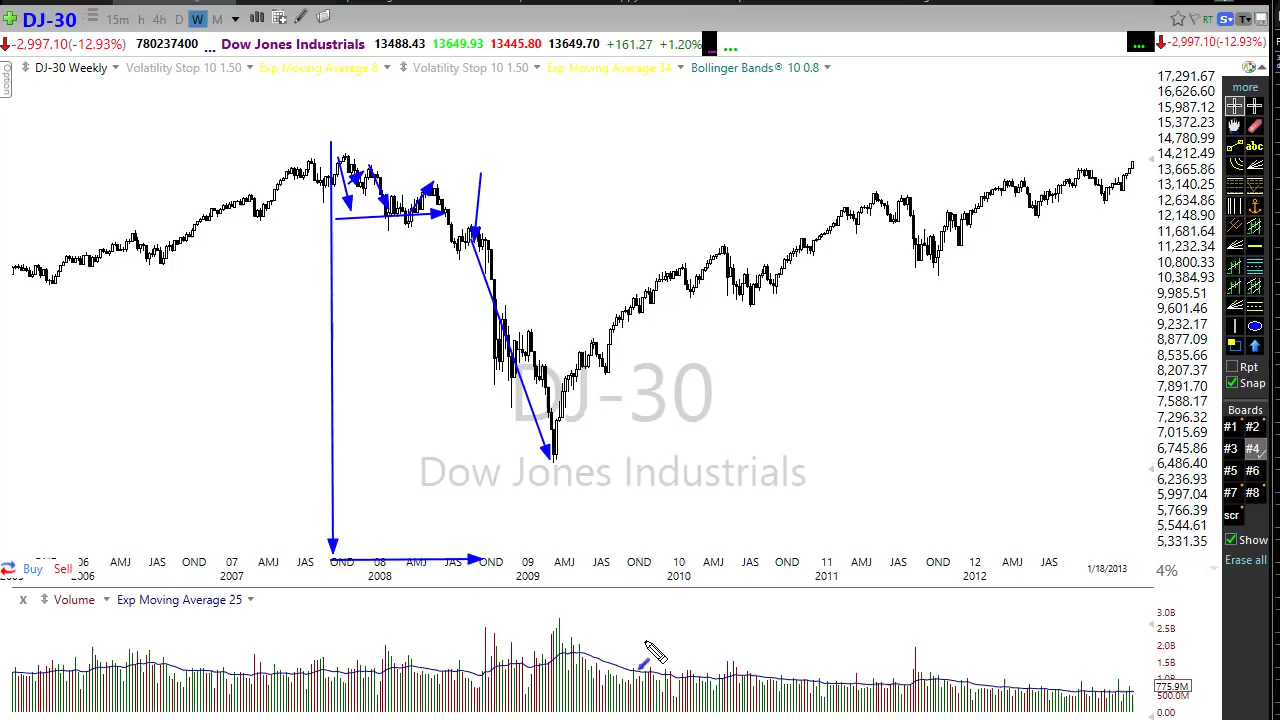 DJ-30 15m h 4h D W M RT S T
-2,997.10(-12.93%) 780237400 ... Dow Jones Industrials 13488.43 13649.93 13445.80 13649.70 +161.27 +1.20% ... ... -2,997.10(-12.93%)
Option
DJ-30 Weekly Volatility Stop 10 1.50 Exp Moving Average 8 Volatility Stop 10 1.50 Exp Moving Average 34 Bollinger Bands® 10 0.8
17,291.67
16,626.60
15,987.12
15,372.23
14,780.99
14,212.49
13,665.86
13,140.25
12,634.86
12,148.90
11,681.64
11,232.34
10,800.33
10,384.93
9,985.51
9,601.46
9,232.17
8,877.09
8,535.66
8,207.37
7,891.70
7,588.17
7,296.32
7,015.69
6,745.86
6,486.40
6,236.93
5,997.04
5,766.39
5,544.61
5,331.35
more
abc
Rpt
Snap
Boards
#1 #2
#3 #4
#5 #6
#7 #8
scr
Show
Erase all
DJ-30
Dow Jones Industrials
06 AMJ JAS OND 07 AMJ JAS OND 08 AMJ JAS OND 09 AMJ JAS OND 10 AMJ JAS OND 11 AMJ JAS OND 12 AMJ JAS 1/18/2013
Buy Sell
2006 2007 2008 2009 2010 2011 2012
4%
x Volume Exp Moving Average 25
3.0B
2.5B
2.0B
1.5B
775.9M
500.0M
0.00